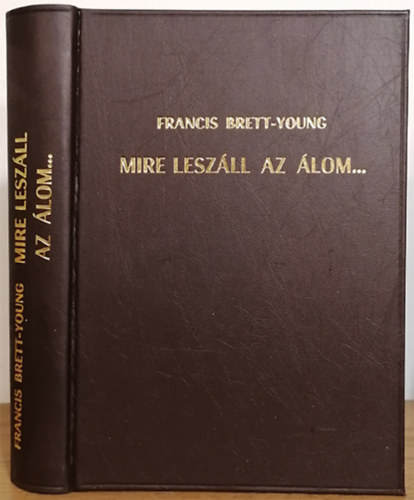 FRANCIS BRETT-YOUNG
MIRE LESZÁLL AZ ÁLOM...
FRANCIS BRETT-YOUNG
MIRE LESZÁLL
AZ ÁLOM...